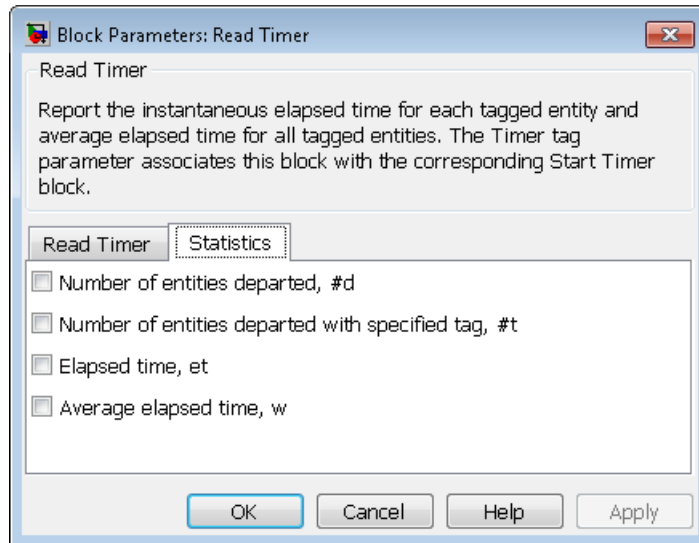 Block Parameters: Read Timer
Read Timer
Report the instantaneous elapsed time for each tagged entity and
average elapsed time for all tagged entities. The Timer tag
parameter associates this block with the corresponding Start Timer
block.
Read Timer Statistics
Number of entities departed, #d
Number of entities departed with specified tag, #t
Elapsed time, et
Average elapsed time, w
OK Cancel Help Apply